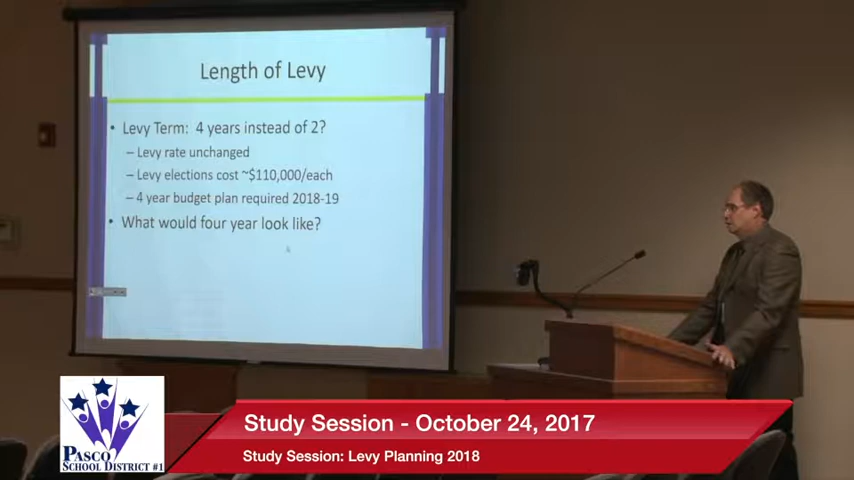 Length of Levy
• Levy Term: 4 years instead of 2?
– Levy rate unchanged
– Levy elections cost ~$110,000/each
– 4 year budget plan required 2018-19
• What would four year look like?
Study Session - October 24, 2017
Study Session: Levy Planning 2018
PASCO
SCHOOL DISTRICT #1